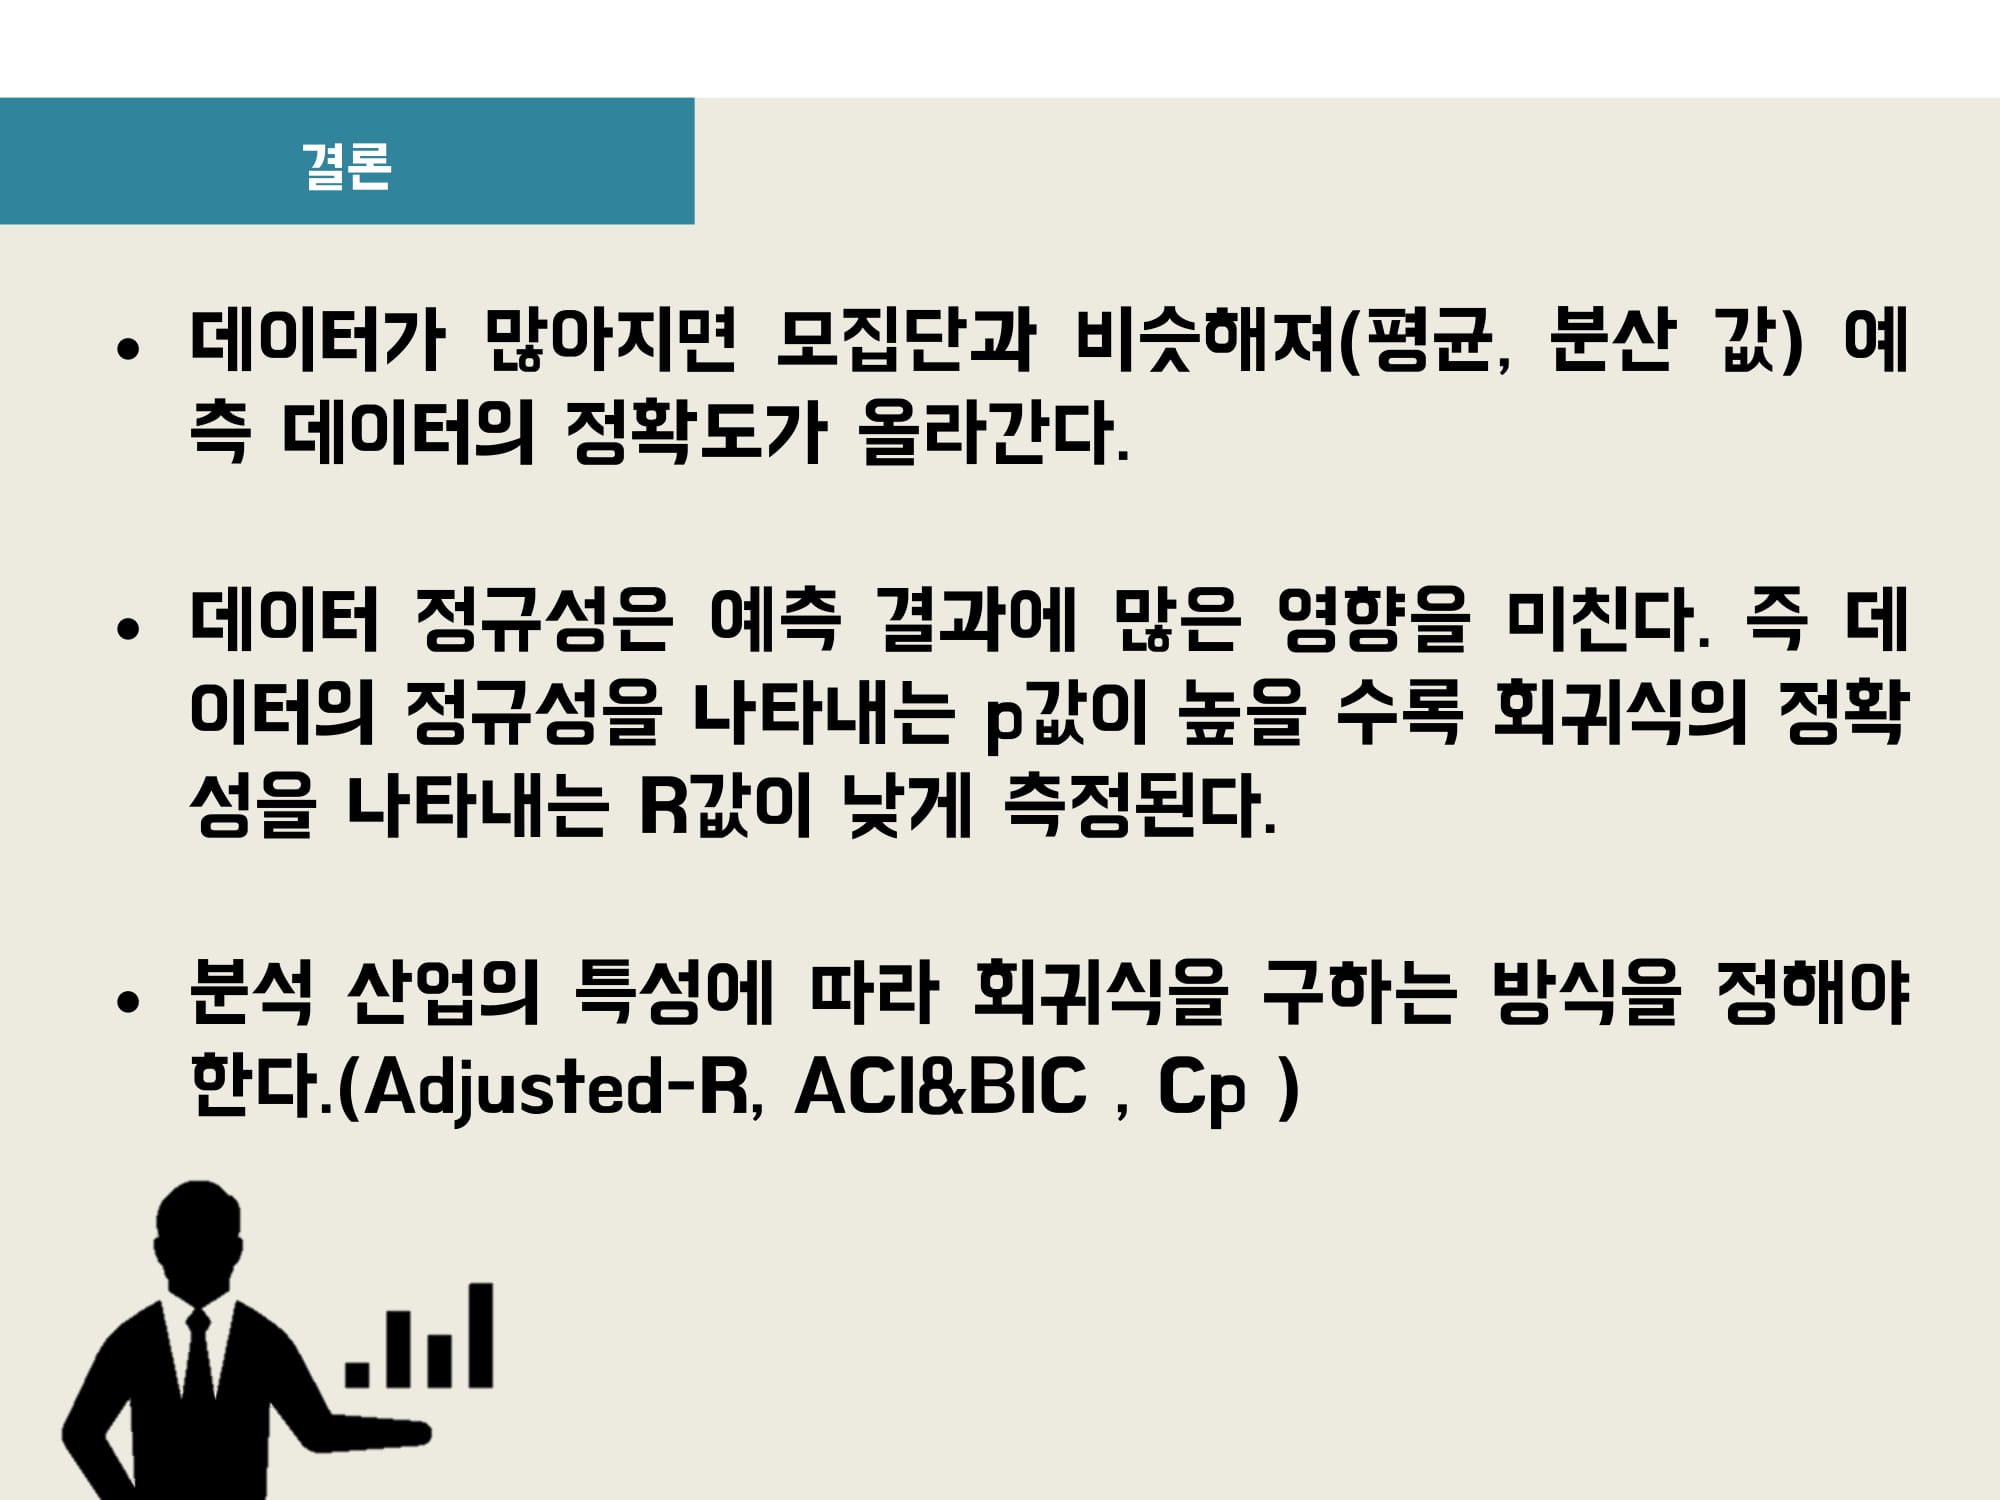 결론
• 데이터가 많아지면 모집단과 비슷해져(평균, 분산 값) 예
측 데이터의 정확도가 올라간다.
• 데이터 정규성은 예측 결과에 많은 영향을 미친다. 즉 데
이터의 정규성을 나타내는 p값이 높을 수록 회귀식의 정확
성을 나타내는 R값이 낮게 측정된다.
• 분석 산업의 특성에 따라 회귀식을 구하는 방식을 정해야
한다.(Adjusted-R, ACI&BIC , Cp )